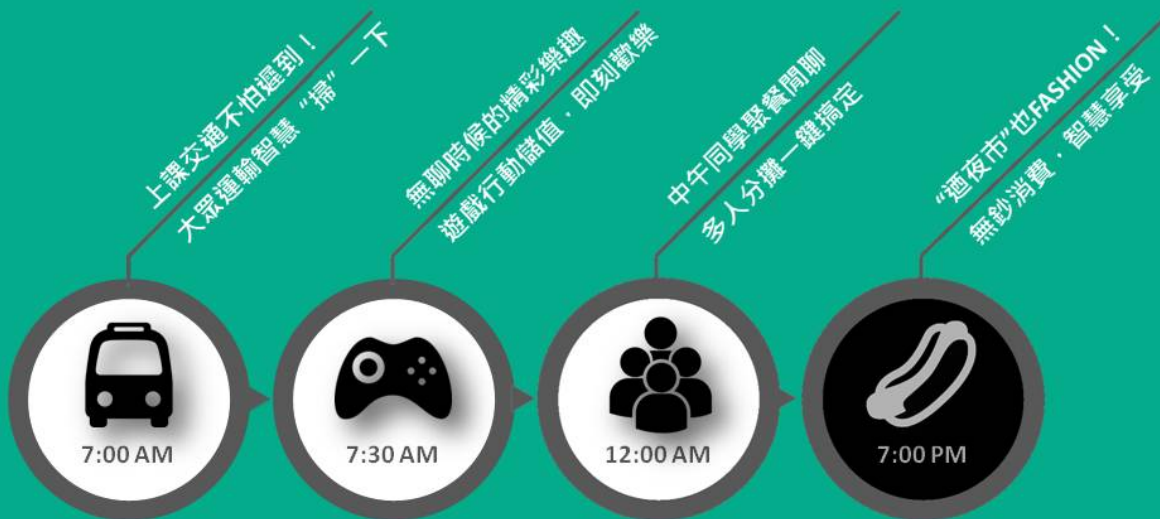 上課交通不怕遲到！
大眾運輸智慧“掃”一下
7:00 AM
無聊時候的精彩樂趣
遊戲行動儲值，即刻歡樂
7:30 AM
中午同學聚餐閒聊
多人分攤一鍵搞定
12:00 AM
“迺夜市”也FASHION！
無鈔消費，智慧享受
7:00 PM